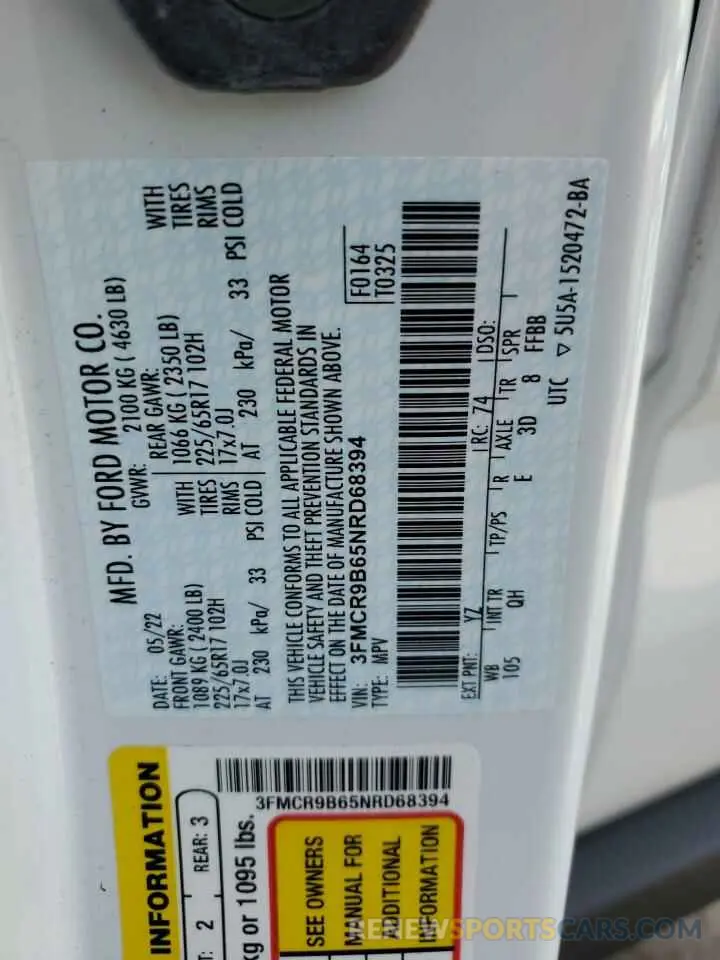 MFD. BY FORD MOTOR CO.
DATE: 05/22
GVWR: 2100 KG ( 4630 LB)
FRONT GAWR:
1089 KG ( 2400 LB) WITH
225/65R17 102H TIRES
17x7.0J RIMS
AT 230 kPa/ 33 PSI COLD
REAR GAWR:
1066 KG ( 2350 LB) WITH
225/65R17 102H TIRES
17x7.0J RIMS
AT 230 kPa/ 33 PSI COLD
THIS VEHICLE CONFORMS TO ALL APPLICABLE FEDERAL MOTOR
VEHICLE SAFETY AND THEFT PREVENTION STANDARDS IN
EFFECT ON THE DATE OF MANUFACTURE SHOWN ABOVE.
VIN: 3FMCR9B65NRD68394
TYPE: MPV
F0164
T0325
EXT PNT: YZ RC: 74 DSO:
WB INT TR TP/PS R AXLE TR SPR
105 QH E 3D 8 FFBB
UTC ▽ 5U5A-1520472-BA
INFORMATION
2 REAR: 3
kg or 1095 lbs.
3FMCR9B65NRD68394
SEE OWNERS
MANUAL FOR
ADDITIONAL
INFORMATION
RENEWSPORTSCARS.COM